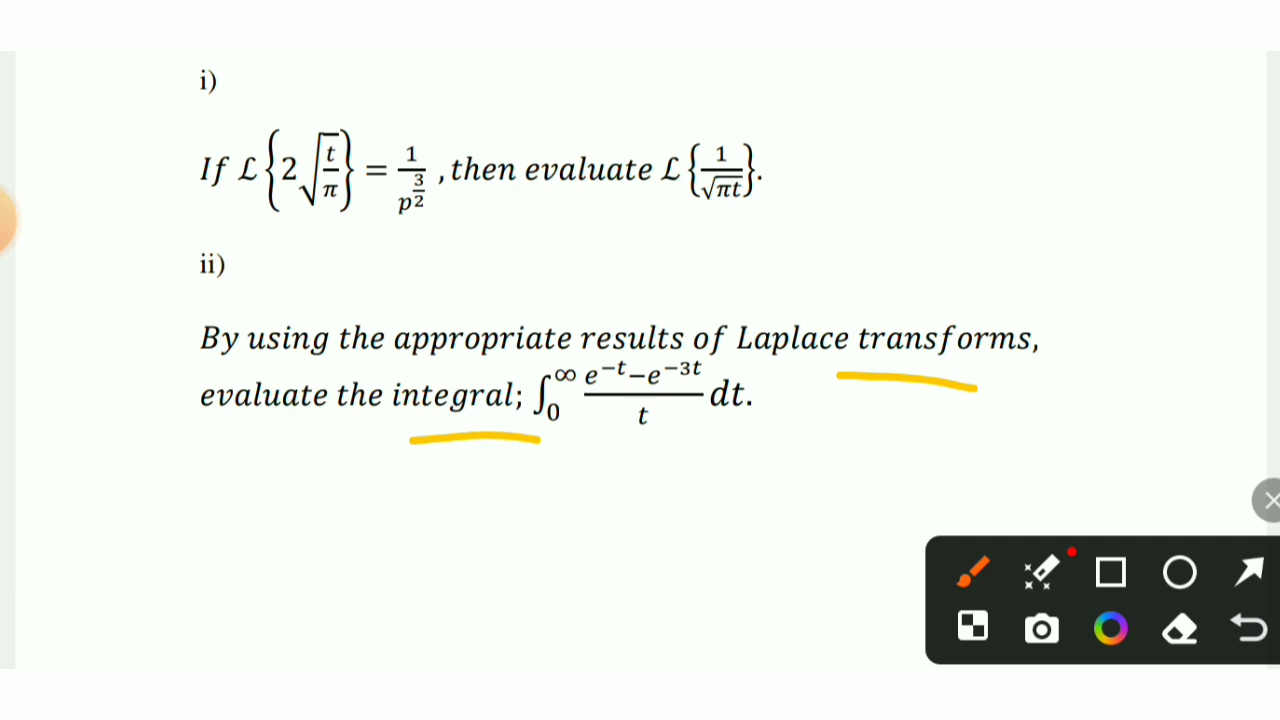 i)
If ℒ{2√(t/π)} = 1/p^(3/2) , then evaluate ℒ{1/√(πt)}.
ii)
By using the appropriate results of Laplace transforms,
evaluate the integral; ∫₀^∞ (e^(−t)−e^(−3t))/t dt.